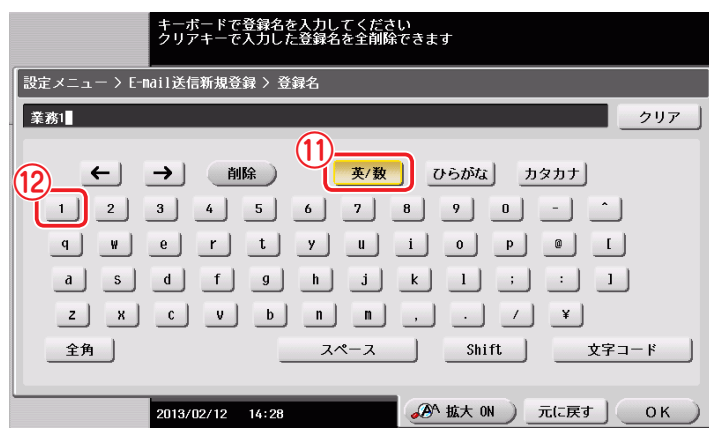 キーボードで登録名を入力してください
クリアキーで入力した登録名を全削除できます
設定メニュー > E-mail送信新規登録 > 登録名
業務1 クリア
⑪
← → 削除 英/数 ひらがな カタカナ
⑫
1 2 3 4 5 6 7 8 9 0 - ^
q w e r t y u i o p @ [
a s d f g h j k l ; : ]
z x c v b n m , . / ¥
全角 スペース Shift 文字コード
2013/02/12 14:28 拡大 ON 元に戻す OK